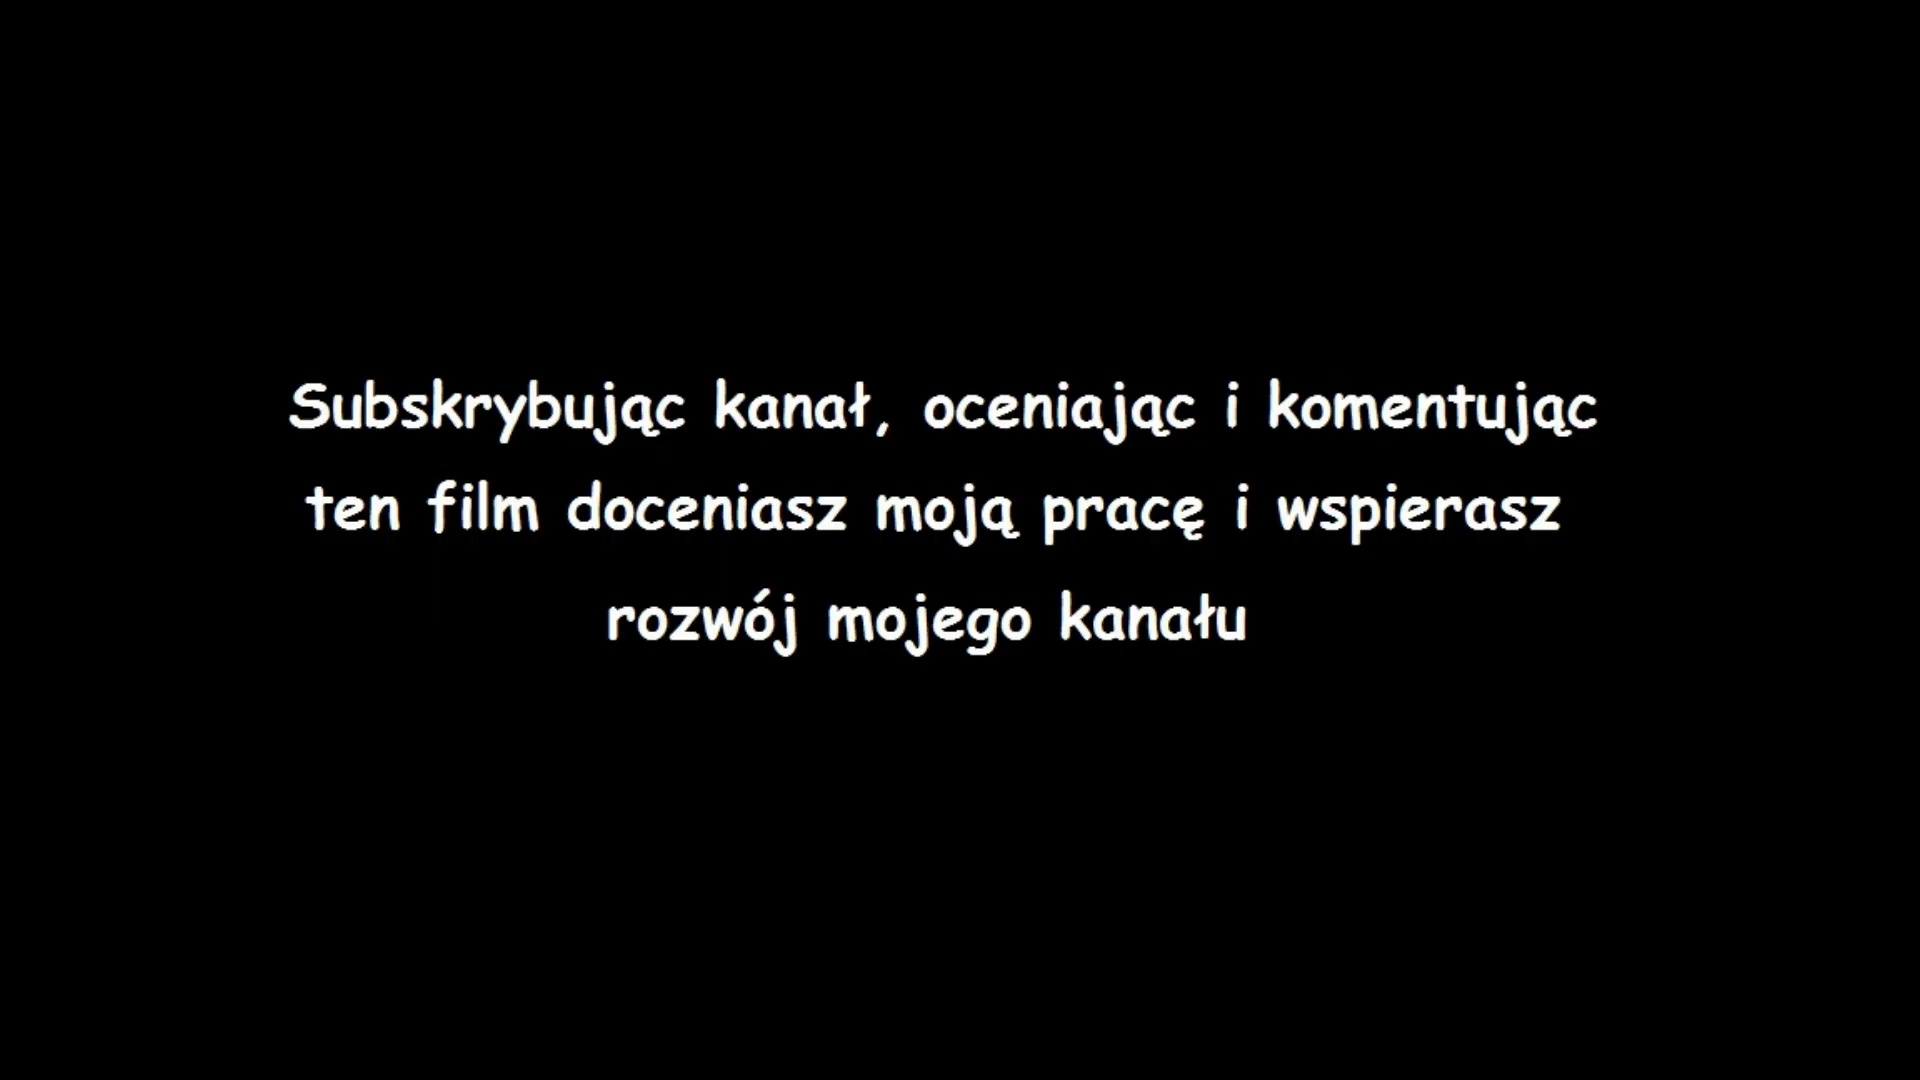 Subskrybując kanał, oceniając i komentując
ten film doceniasz moją pracę i wspierasz
rozwój mojego kanału